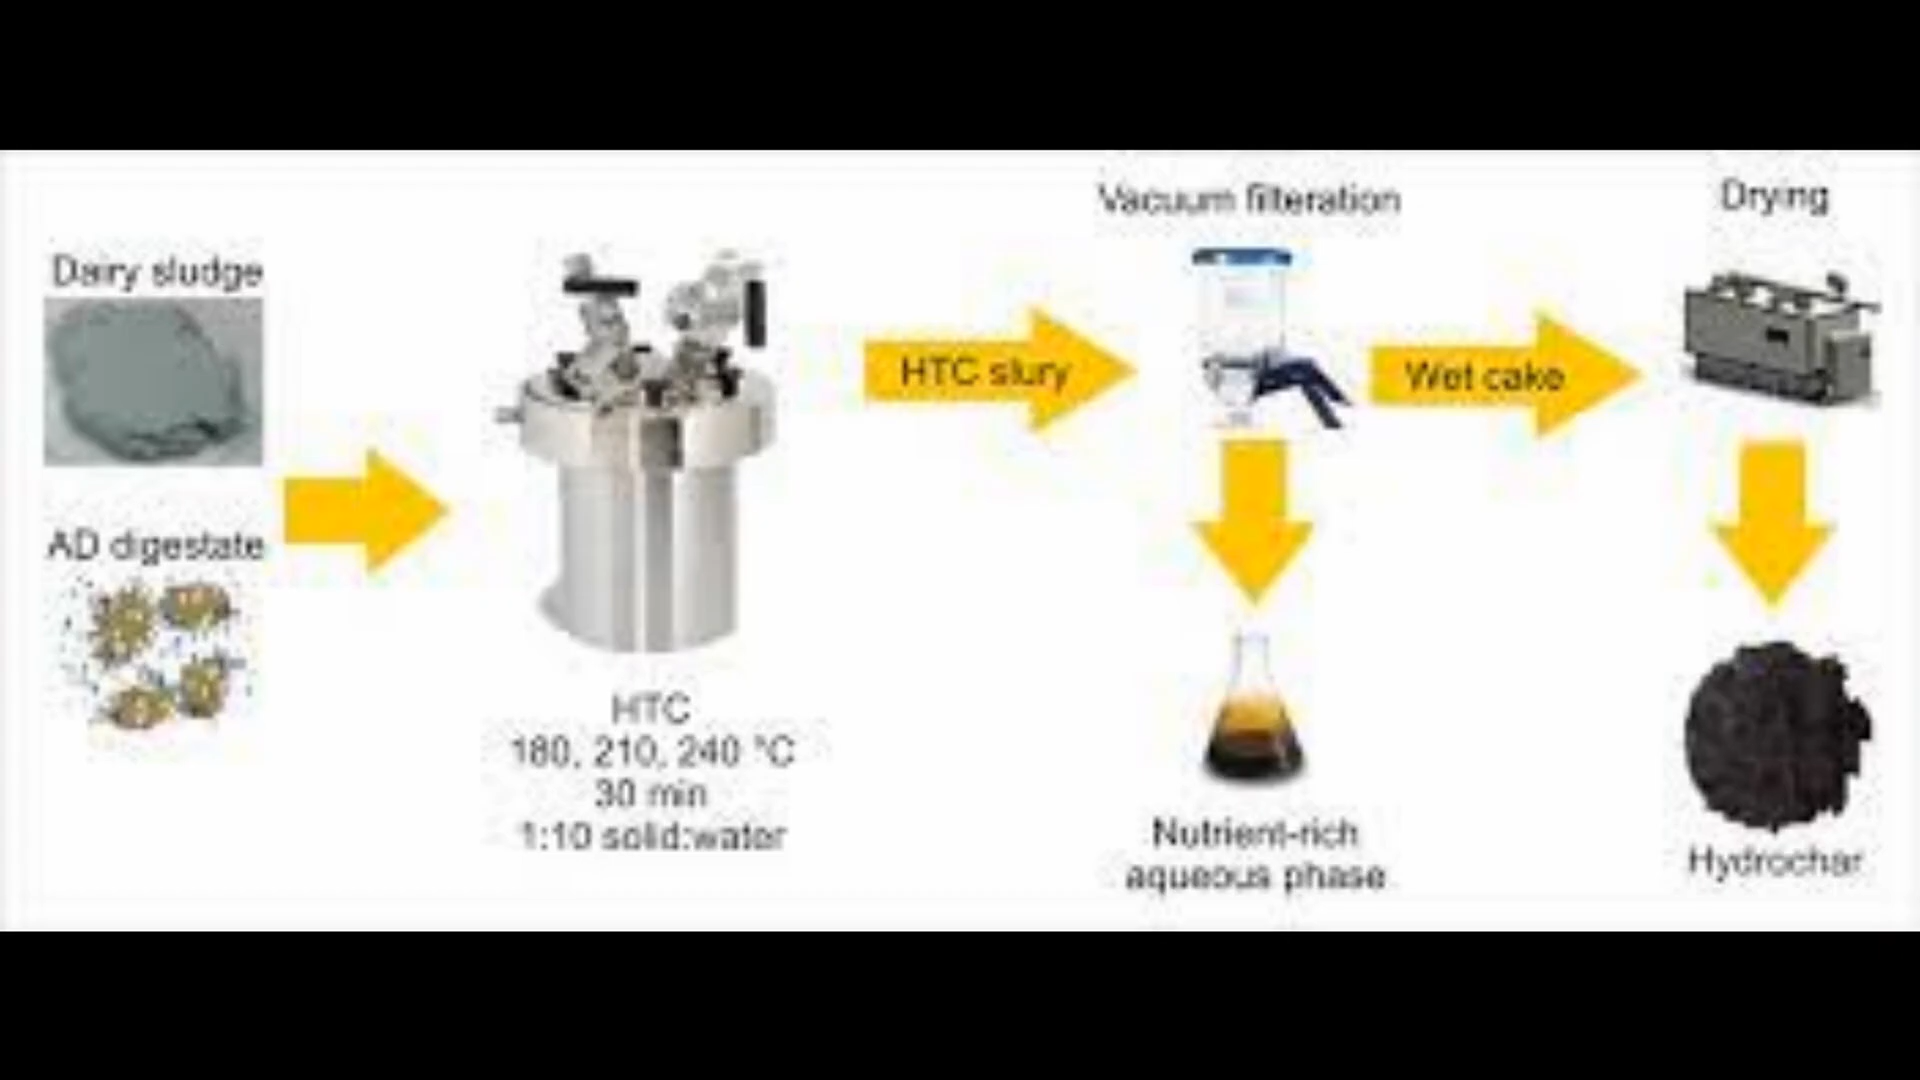 Dairy sludge
AD digestate
HTC
180, 210, 240 °C
30 min
1:10 solid:water
HTC slury
Vacuum filteration
Nutrient-rich
aqueous phase
Wet cake
Drying
Hydrochar